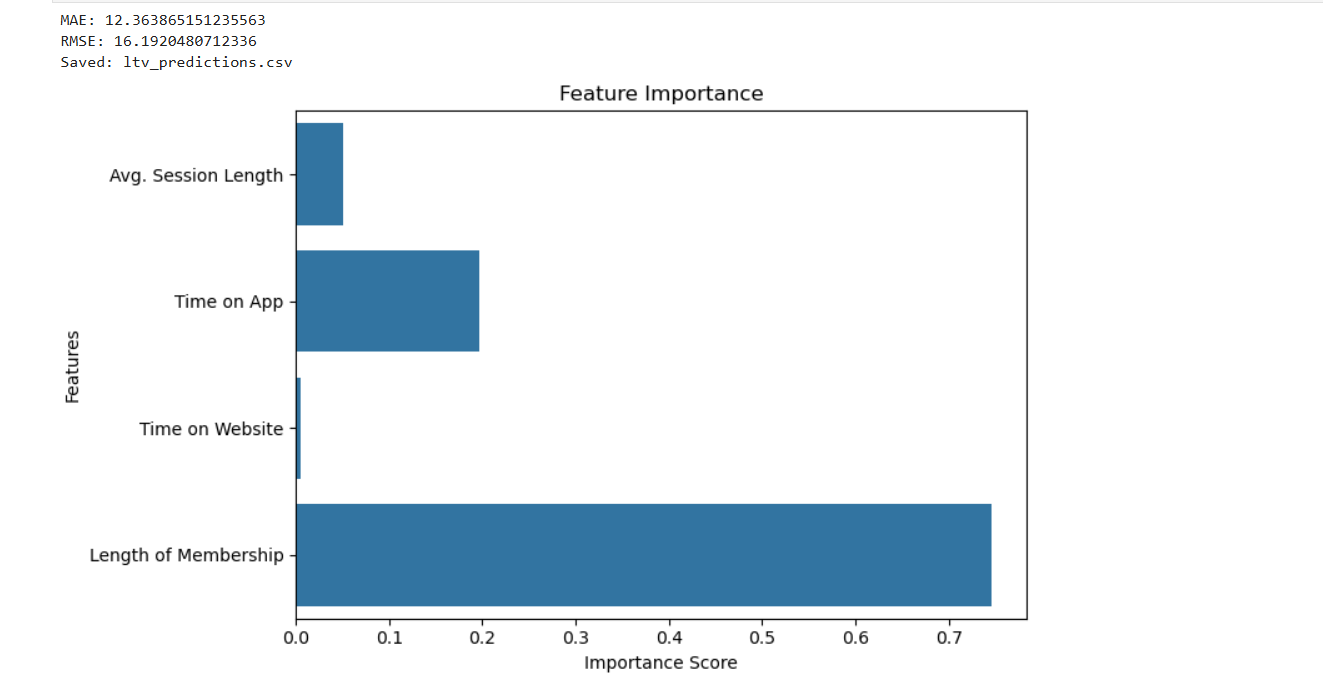 MAE: 12.363865151235563
RMSE: 16.1920480712336
Saved: ltv_predictions.csv
Feature Importance
Features
Avg. Session Length
Time on App
Time on Website
Length of Membership
0.0 0.1 0.2 0.3 0.4 0.5 0.6 0.7
Importance Score